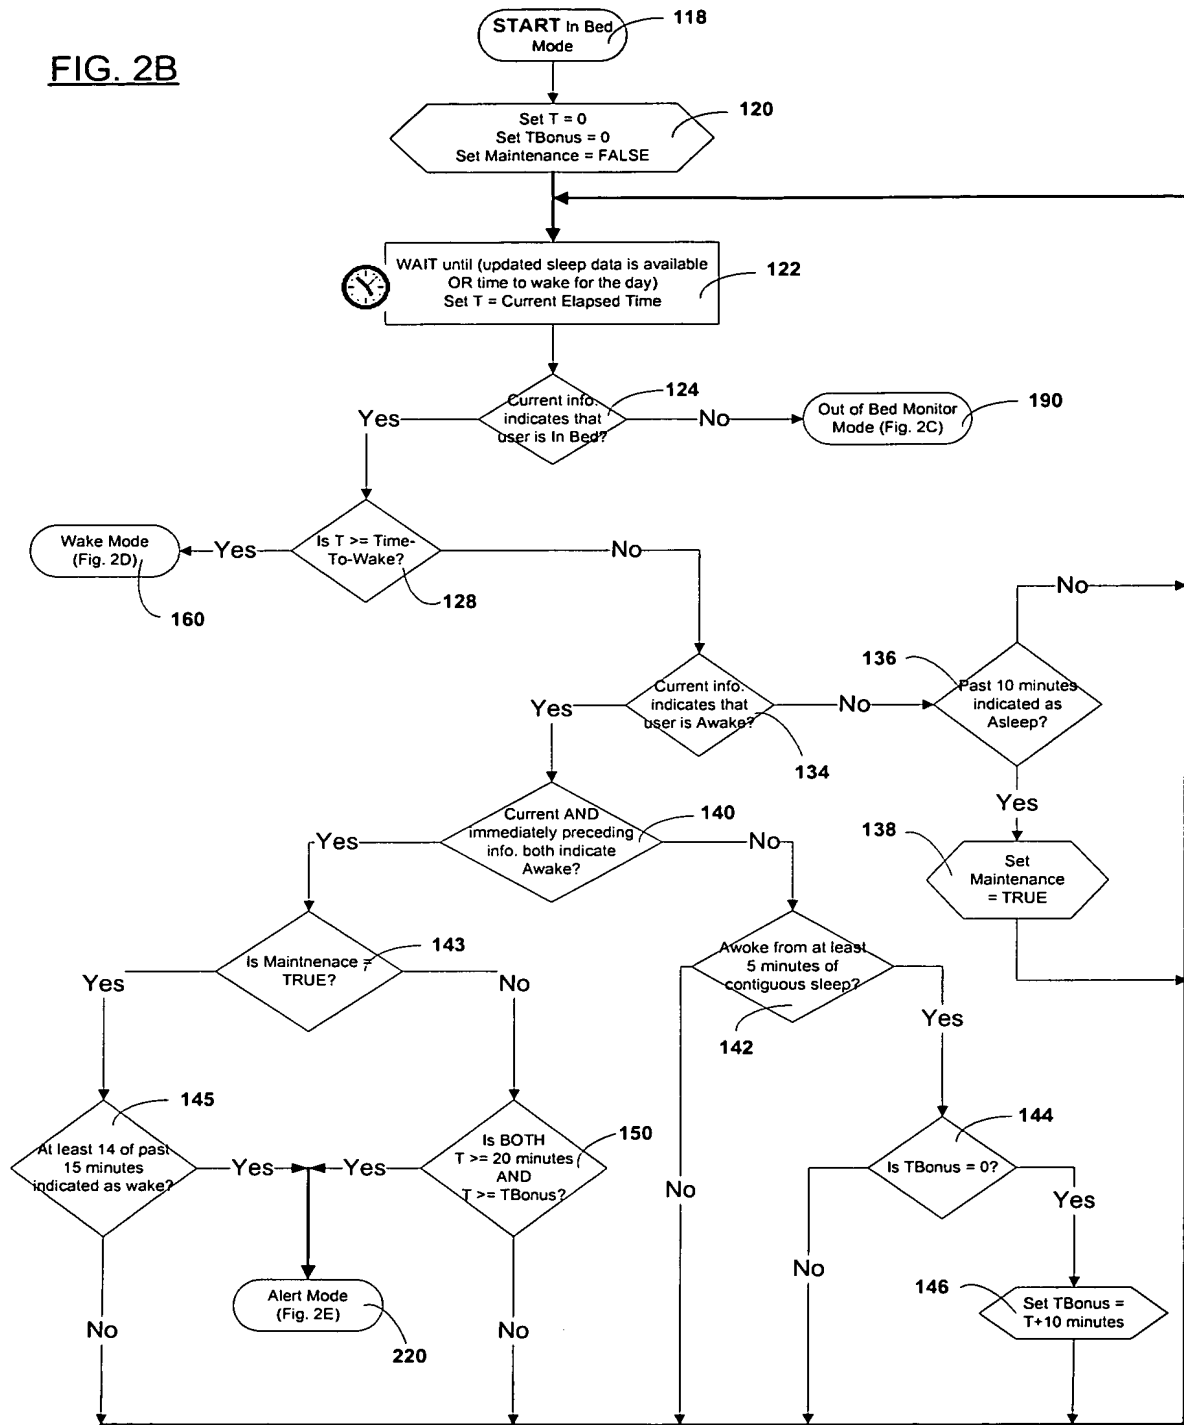 FIG. 2B
START In Bed
Mode
118
Set T = 0
Set TBonus = 0
Set Maintenance = FALSE
120
WAIT until (updated sleep data is available
OR time to wake for the day)
Set T = Current Elapsed Time
122
Current info.
indicates that
user is In Bed?
124
Yes
No
Out of Bed Monitor
Mode (Fig. 2C)
190
Wake Mode
(Fig. 2D)
160
Yes
Is T >= Time-
To-Wake?
128
No
Current info.
indicates that
user is Awake?
134
Yes
No
136
Past 10 minutes
indicated as
Asleep?
No
Yes
138
Set
Maintenance
= TRUE
Current AND
immediately preceding
info. both indicate
Awake?
140
Yes
No
Is Maintnenace =
TRUE?
143
Yes
No
Awoke from at least
5 minutes of
contiguous sleep?
142
No
Yes
145
At least 14 of past
15 minutes
indicated as wake?
Yes
No
Is BOTH
T >= 20 minutes
AND
T >= TBonus?
150
Yes
No
Alert Mode
(Fig. 2E)
220
144
Is TBonus = 0?
No
Yes
146
Set TBonus =
T+10 minutes